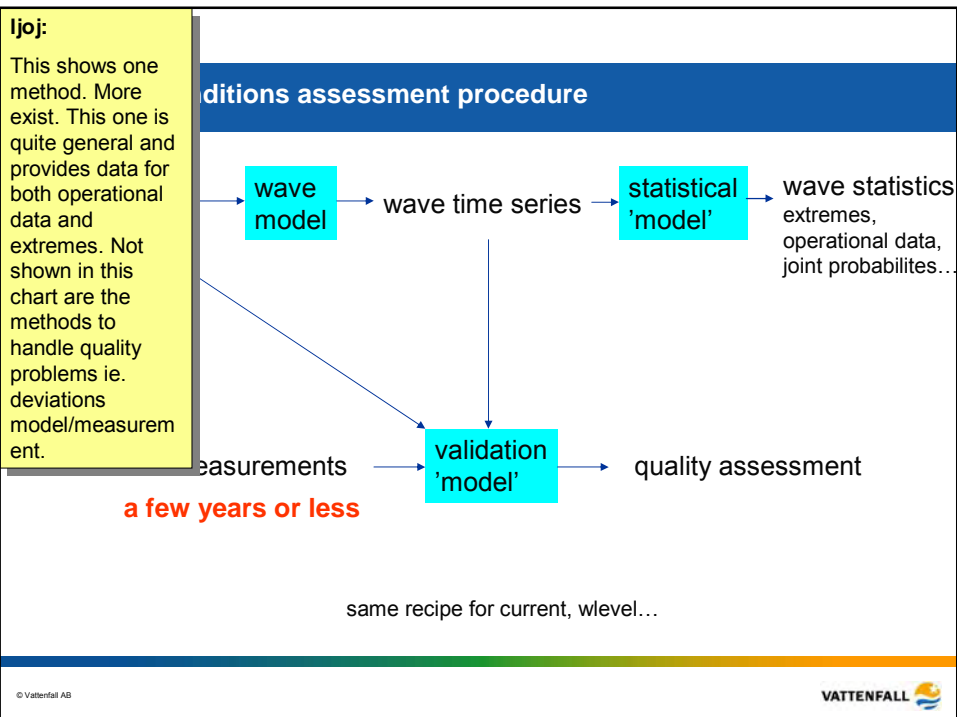 ljoj:
This shows one
method. More
exist. This one is
quite general and
provides data for
both operational
data and
extremes. Not
shown in this
chart are the
methods to
handle quality
problems ie.
deviations
model/measurem
ent.
nditions assessment procedure
wave
model
wave time series
statistical
’model’
wave statistics
extremes,
operational data,
joint probabilites…
easurements
a few years or less
validation
’model’
quality assessment
same recipe for current, wlevel…
© Vattenfall AB
VATTENFALL